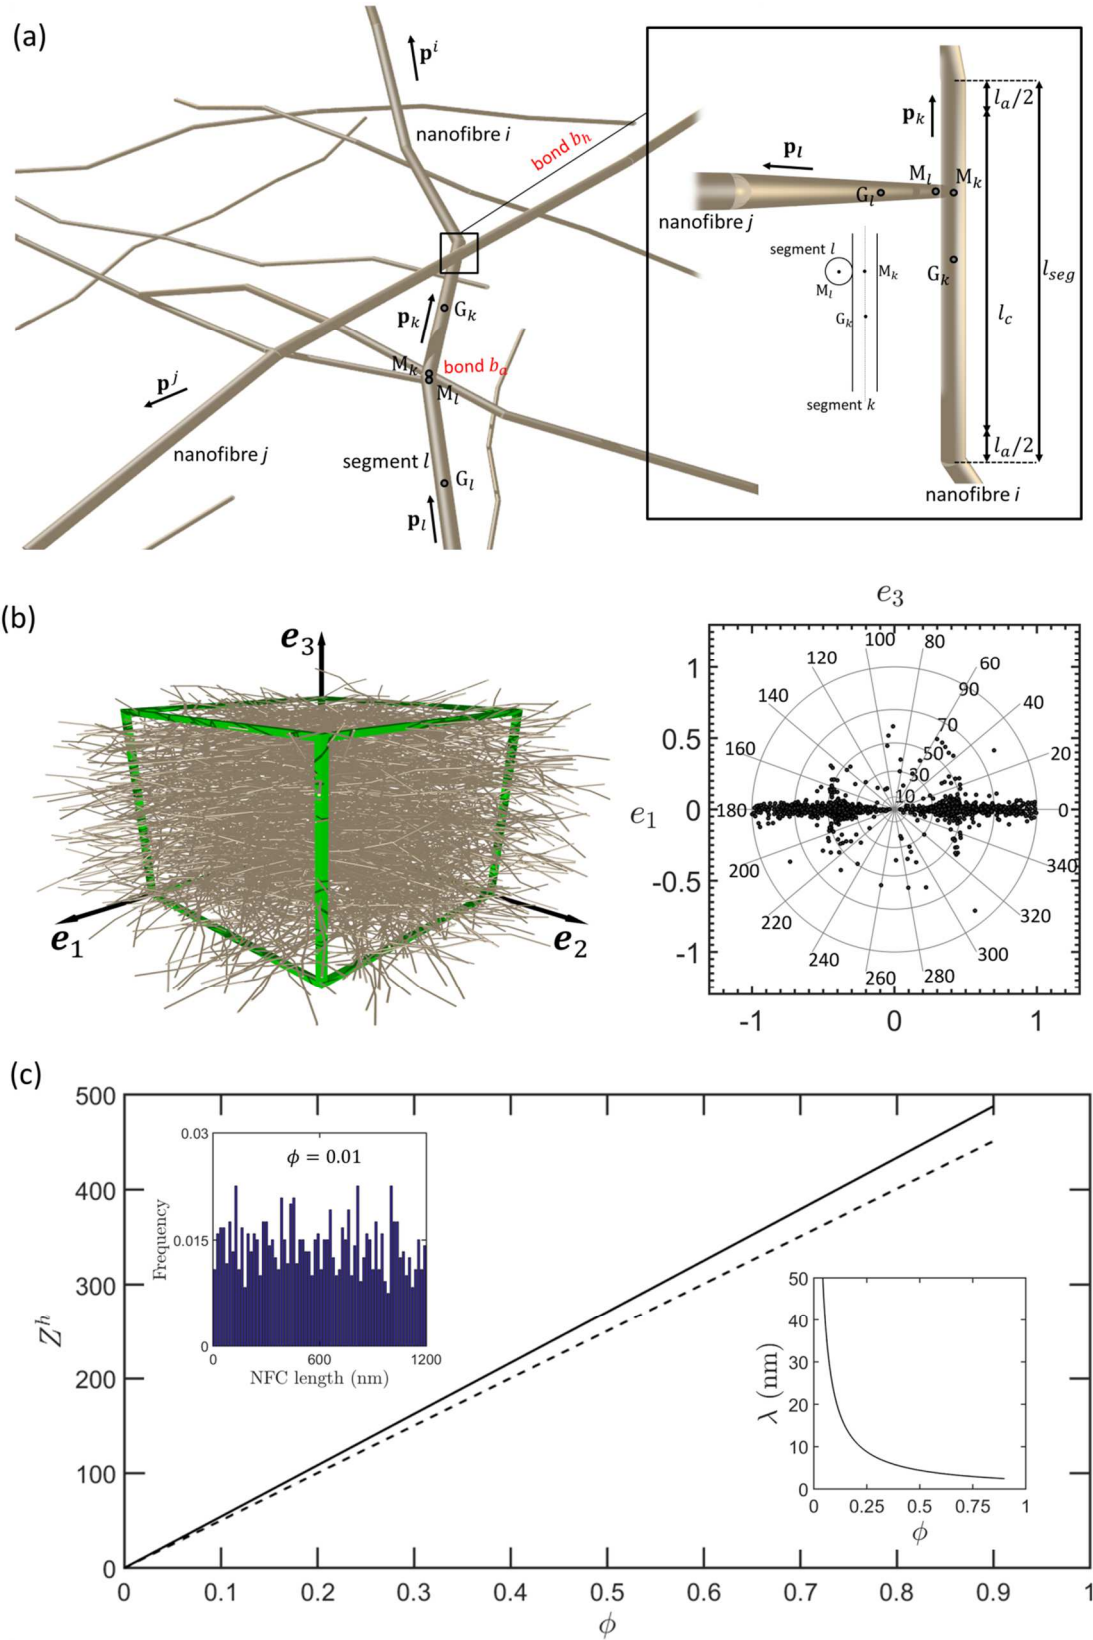 (a)
p^i
nanofibre i
bond b_h
p_k
G_k
M_k
bond b_a
M_l
p^j
nanofibre j
segment l
G_l
p_l
p_k
l_a/2
p_l
M_l
M_k
G_l
nanofibre j
segment l
M_l
M_k
G_k
G_k
segment k
l_c
l_seg
l_a/2
nanofibre i
(b)
e_3
e_1
e_2
e_3
e_1
1
0.5
0
-0.5
-1
-1
0
1
100
80
120
60
140
90
40
160
70
50
30
20
10
180
0
200
340
220
320
240
300
260
280
(c)
500
400
300
200
100
0
Z^h
0
0.1
0.2
0.3
0.4
0.5
0.6
0.7
0.8
0.9
1
ϕ
0.03
0.015
0
Frequency
ϕ = 0.01
0
600
1200
NFC length (nm)
50
40
30
20
10
0
λ (nm)
0
0.25
0.5
0.75
1
ϕ